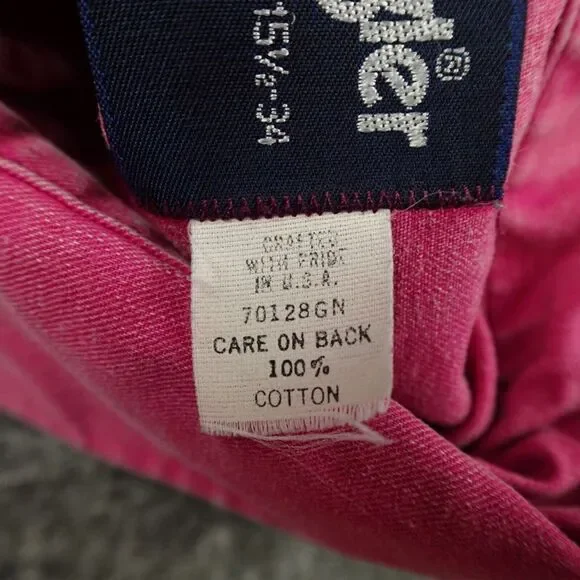 gler®
15½-34
CRAFTED
WITH PRIDE
IN U.S.A.
70128GN
CARE ON BACK
100%
COTTON